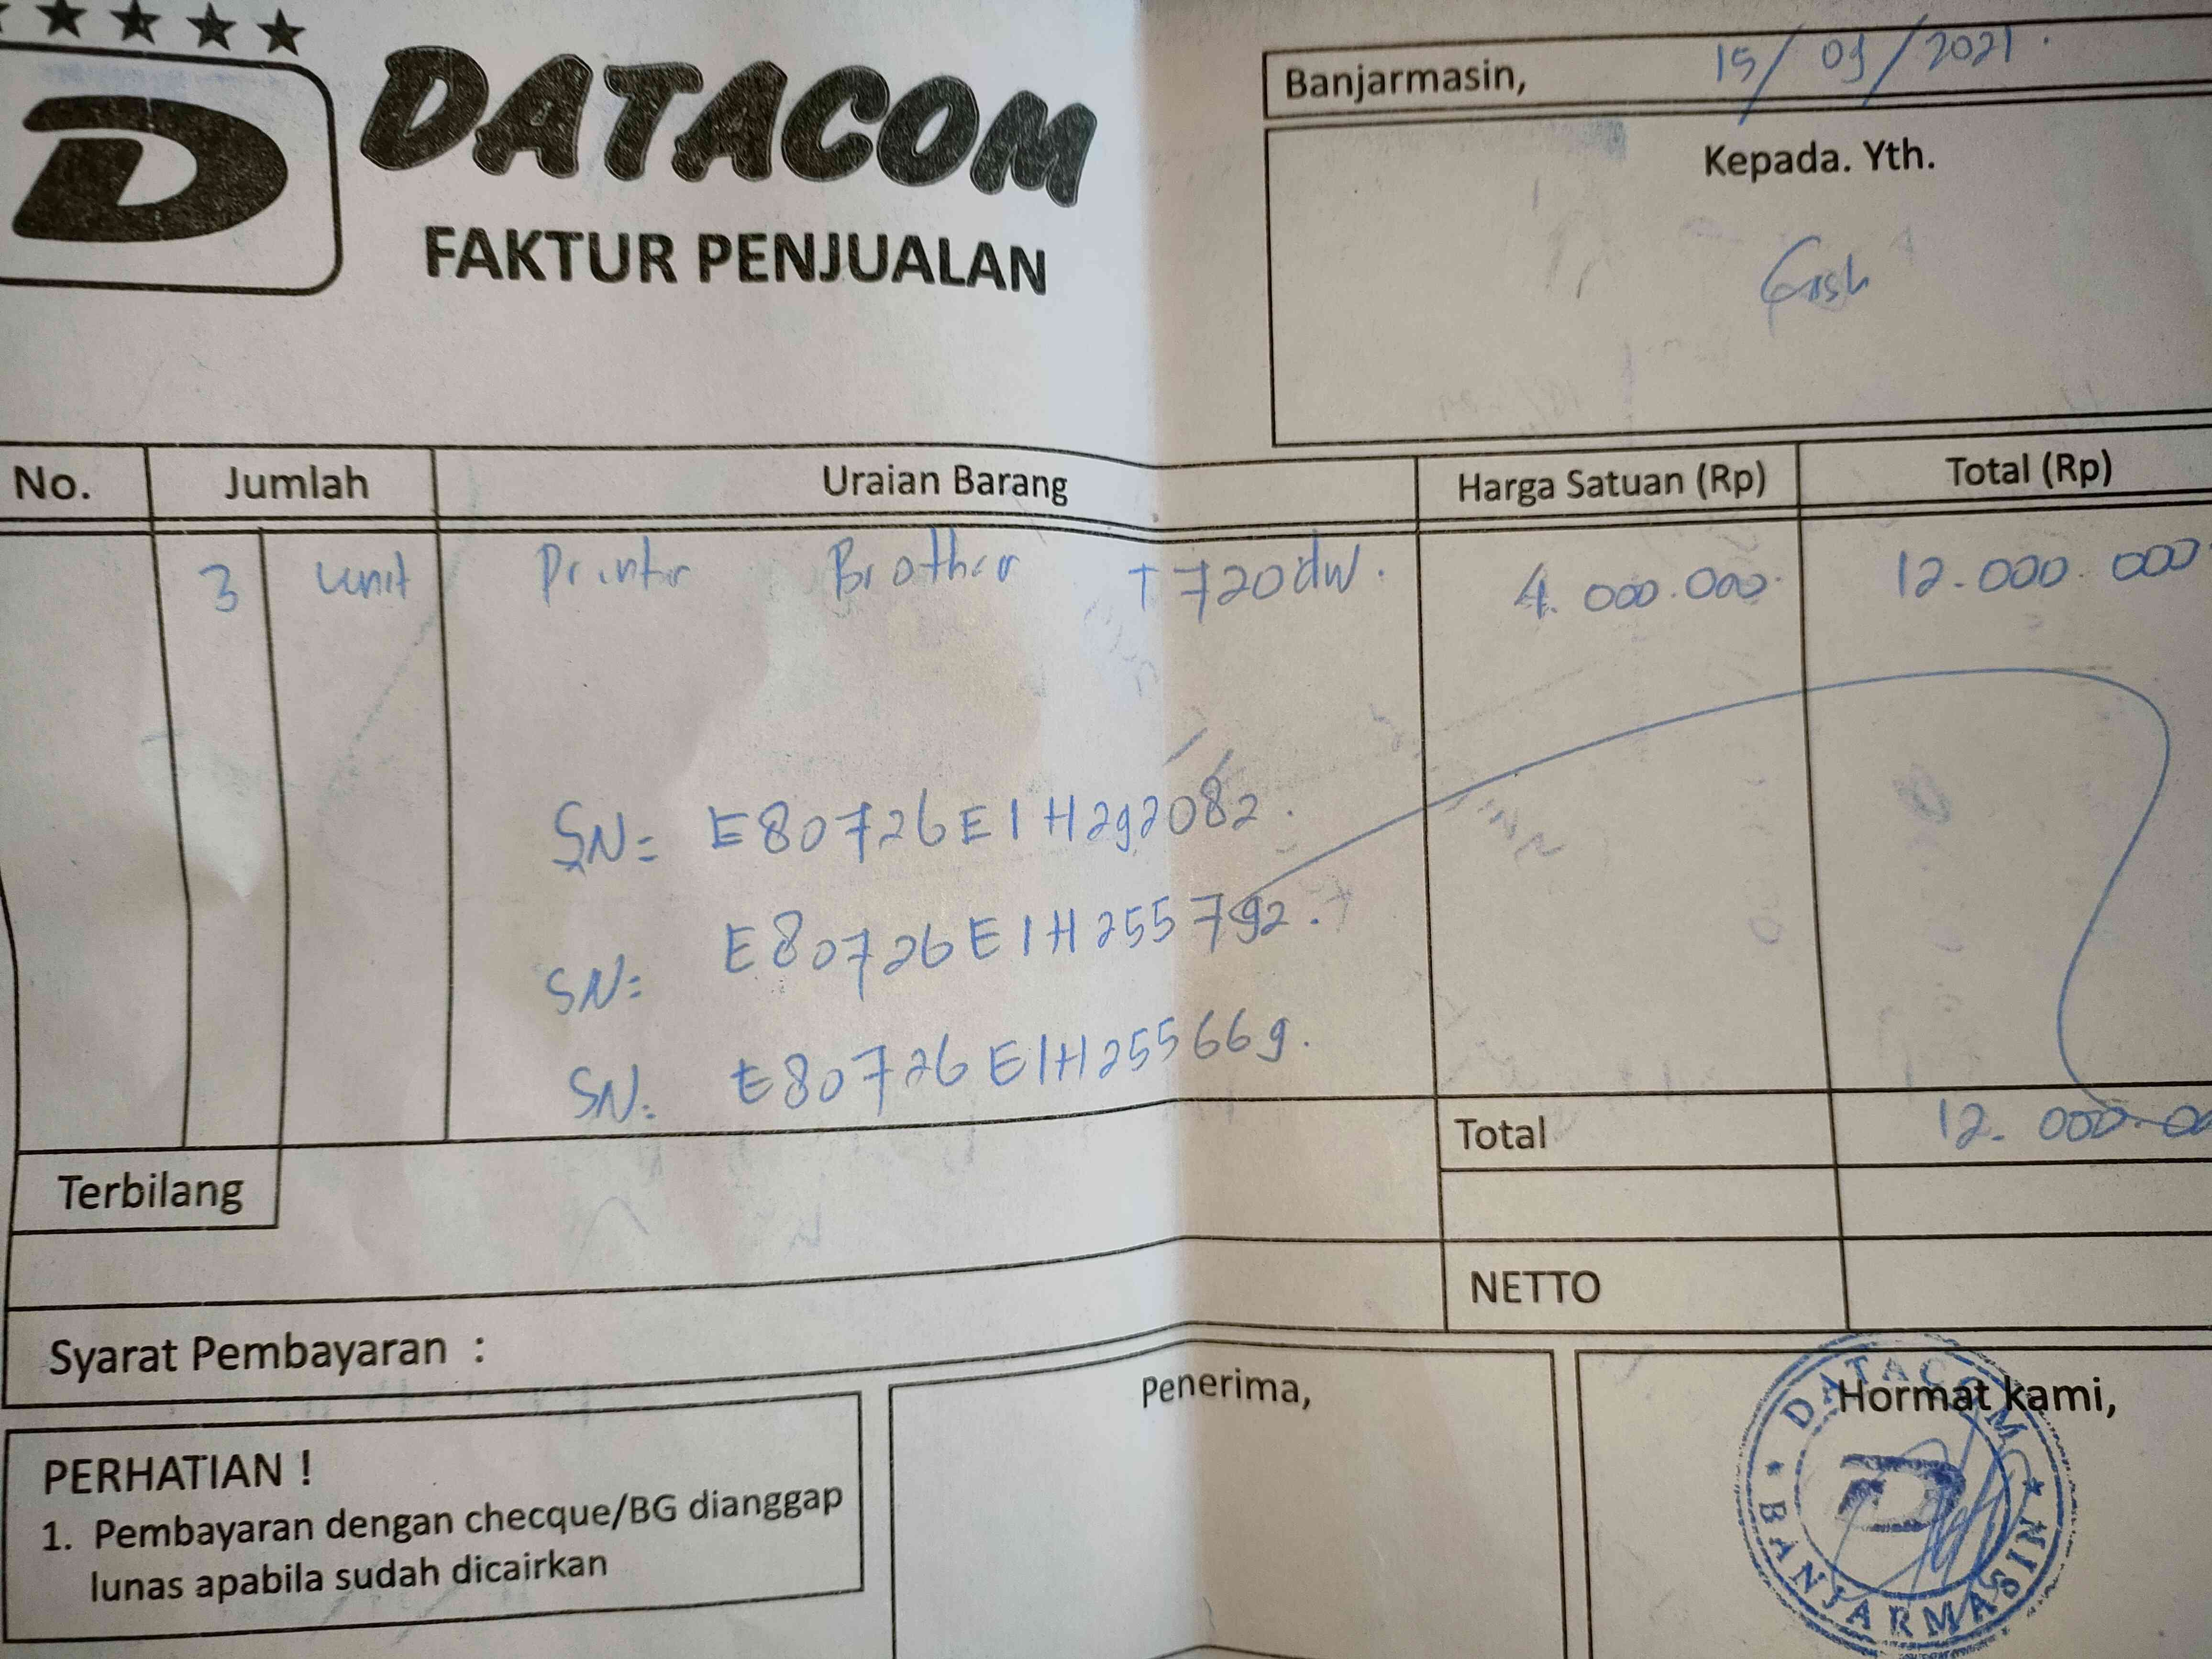 DATACOM
FAKTUR PENJUALAN
Banjarmasin, 15/09/2021.
Kepada. Yth.
Cash
No. Jumlah Uraian Barang Harga Satuan (Rp) Total (Rp)
3 unit Printer Brother T720dw. 4.000.000. 12.000.000
SN= E80726E1H292082.
SN= E80726E1H255792.
SN. E80726E1H255669.
Total 12.000.00
Terbilang
NETTO
Syarat Pembayaran :
Penerima,
Hormat kami,
DATACOM
D
BANJARMASIN
PERHATIAN !
1. Pembayaran dengan checque/BG dianggap
lunas apabila sudah dicairkan